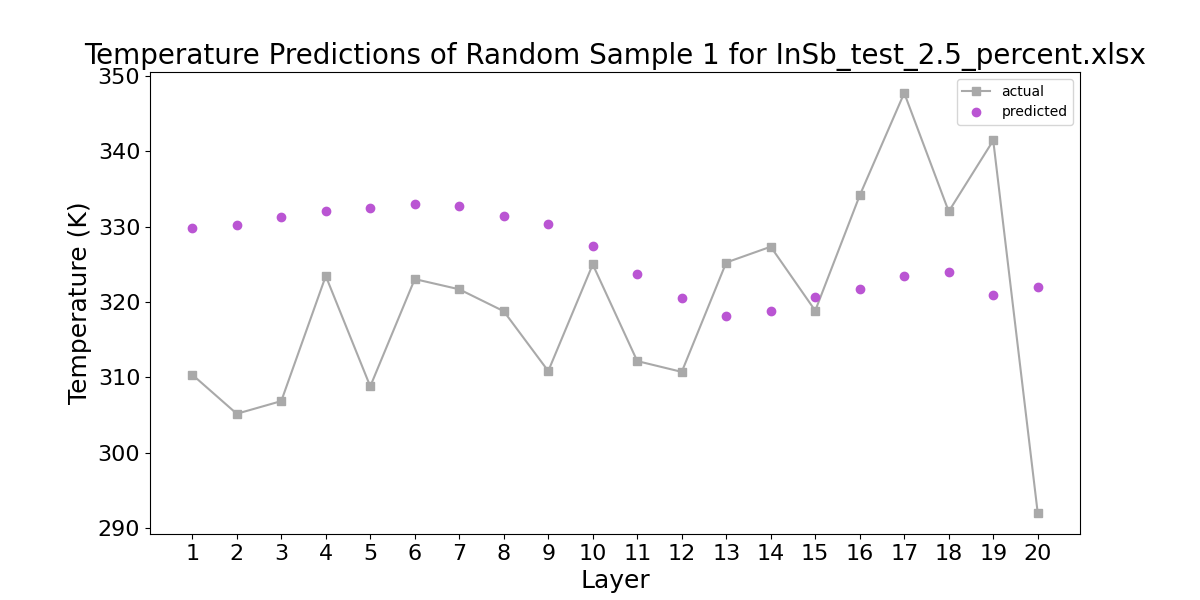 Temperature Predictions of Random Sample 1 for InSb_test_2.5_percent.xlsx
actual
predicted
350
340
330
320
310
300
290
Temperature (K)
1 2 3 4 5 6 7 8 9 10 11 12 13 14 15 16 17 18 19 20
Layer